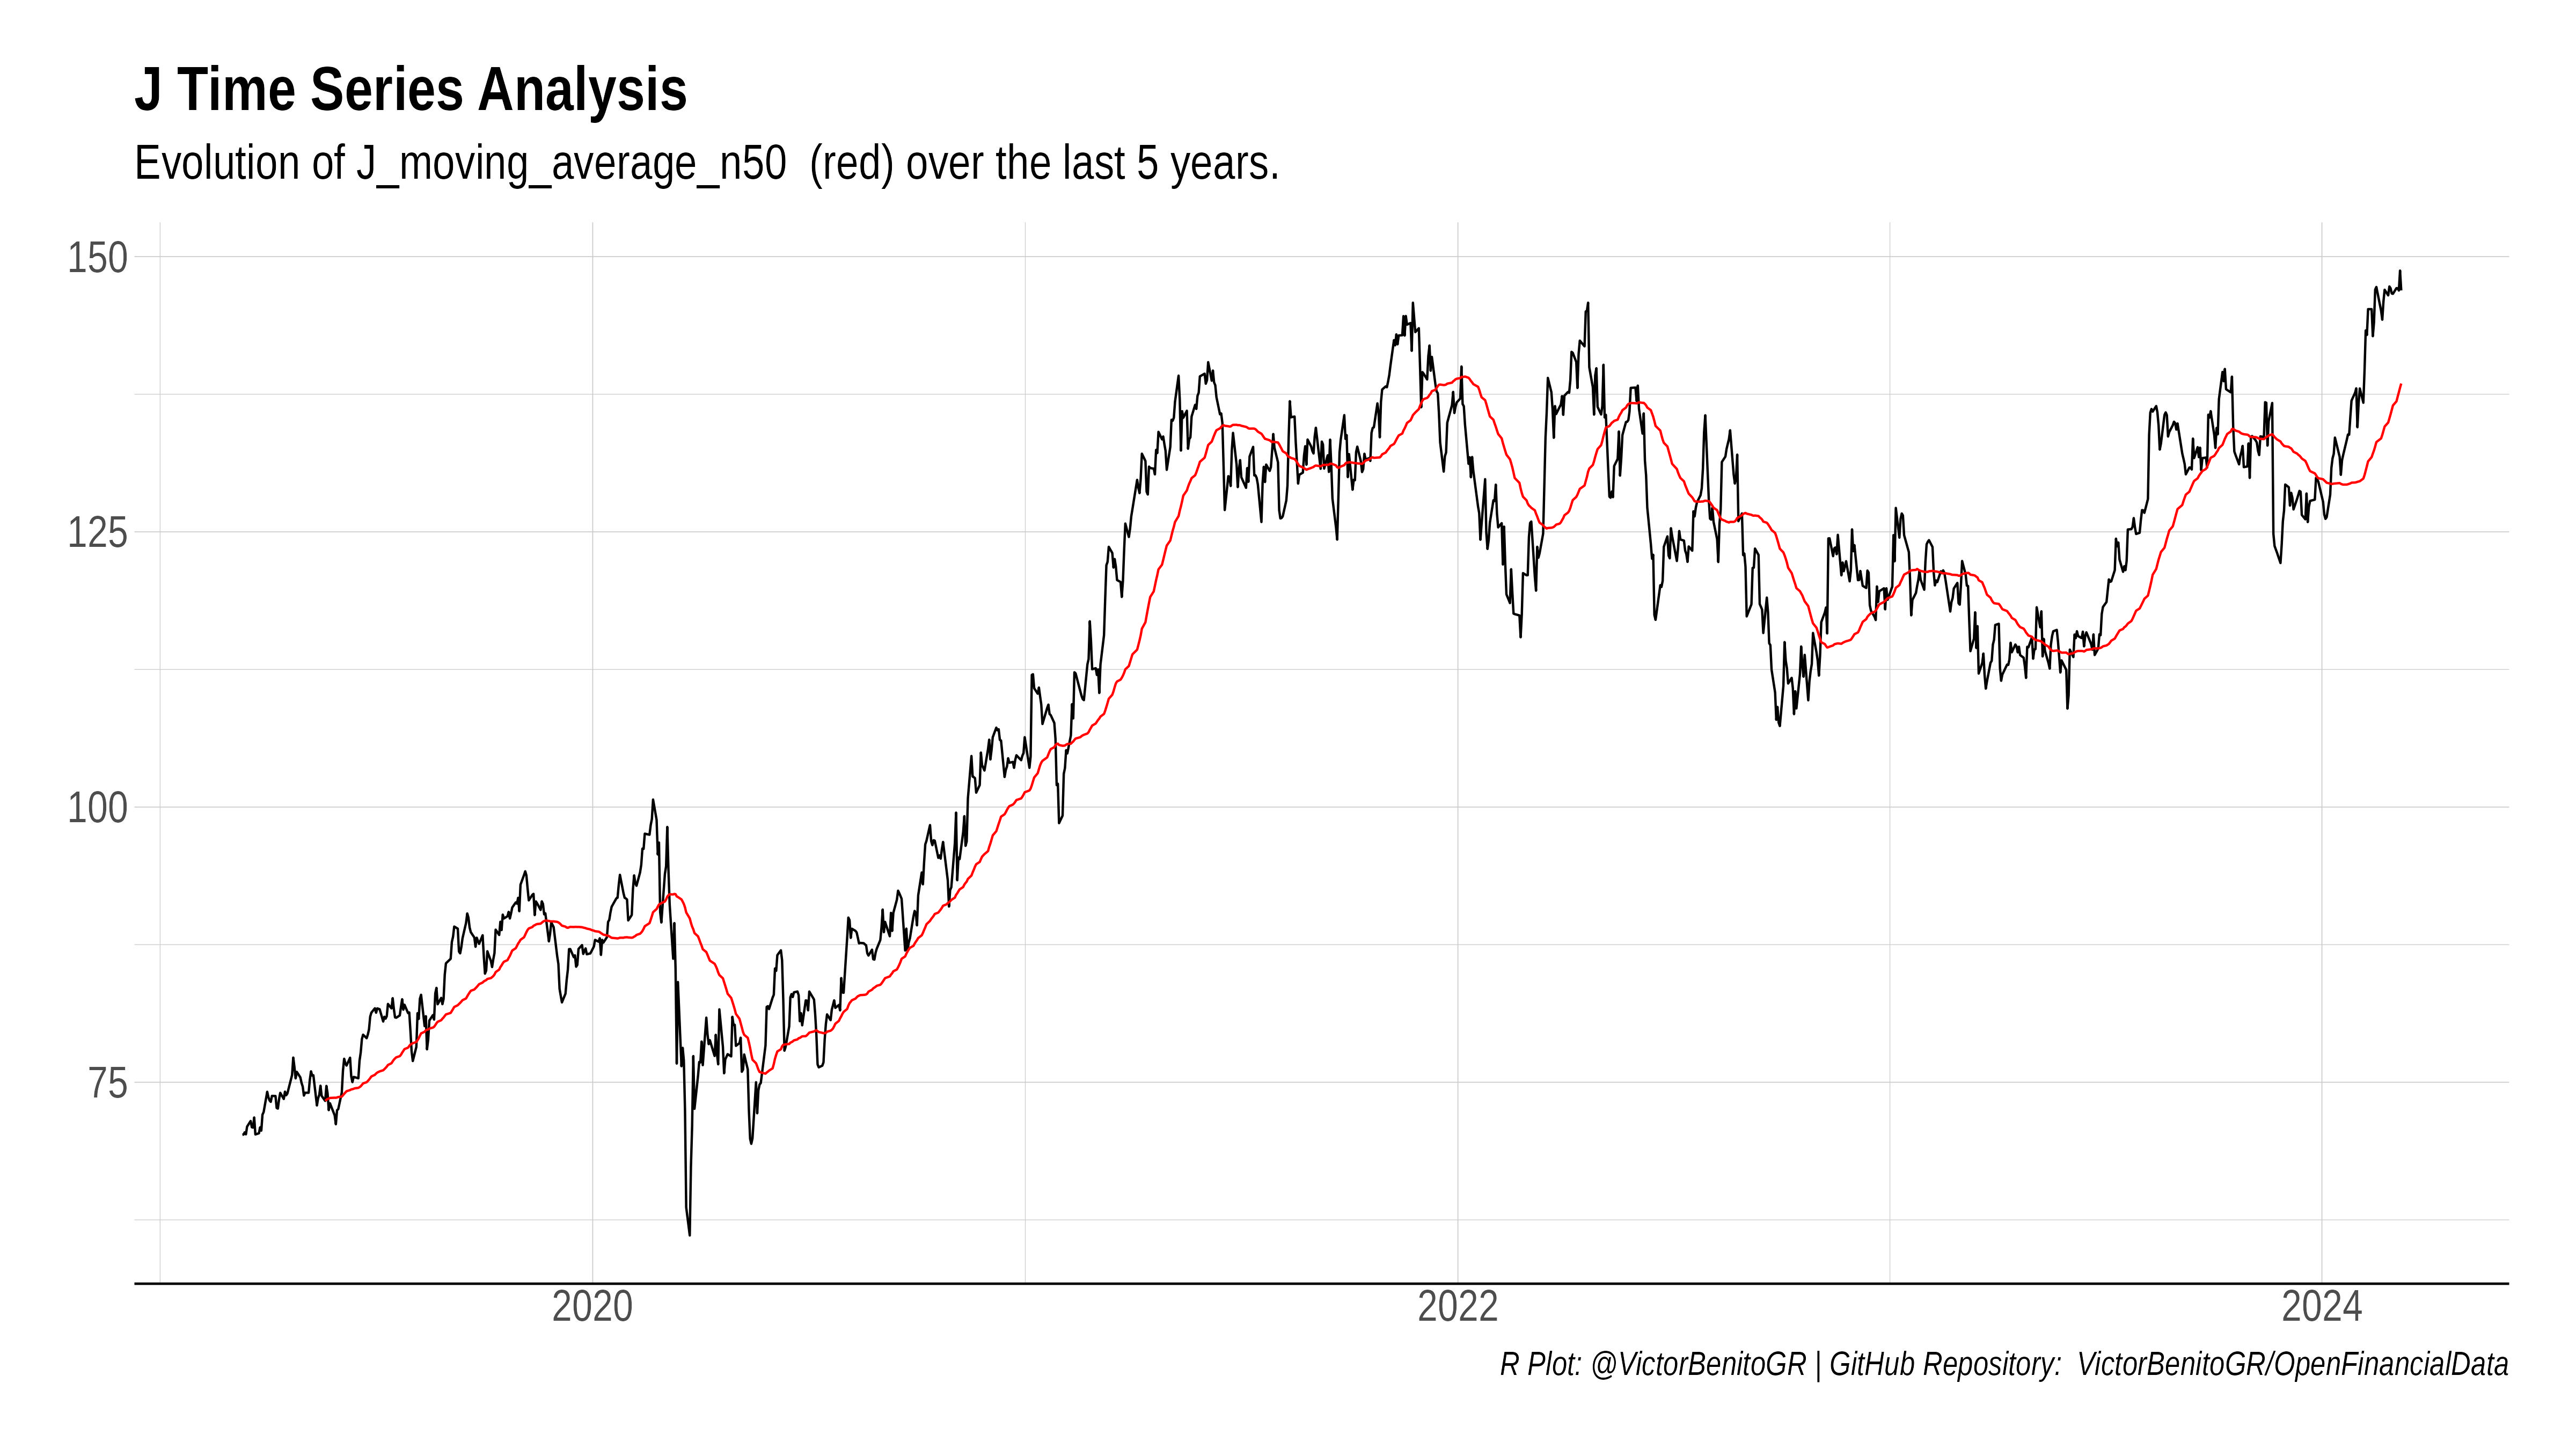 J Time Series Analysis
Evolution of J_moving_average_n50  (red) over the last 5 years.
150
125
100
75
2020 2022 2024
R Plot: @VictorBenitoGR | GitHub Repository:  VictorBenitoGR/OpenFinancialData